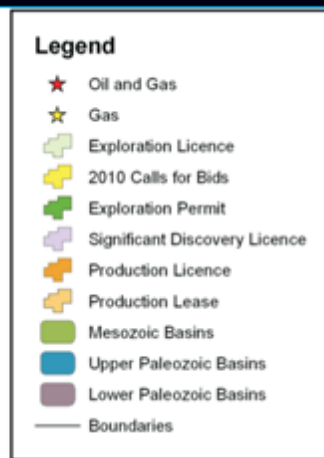 Legend
Oil and Gas
Gas
Exploration Licence
2010 Calls for Bids
Exploration Permit
Significant Discovery Licence
Production Licence
Production Lease
Mesozoic Basins
Upper Paleozoic Basins
Lower Paleozoic Basins
Boundaries